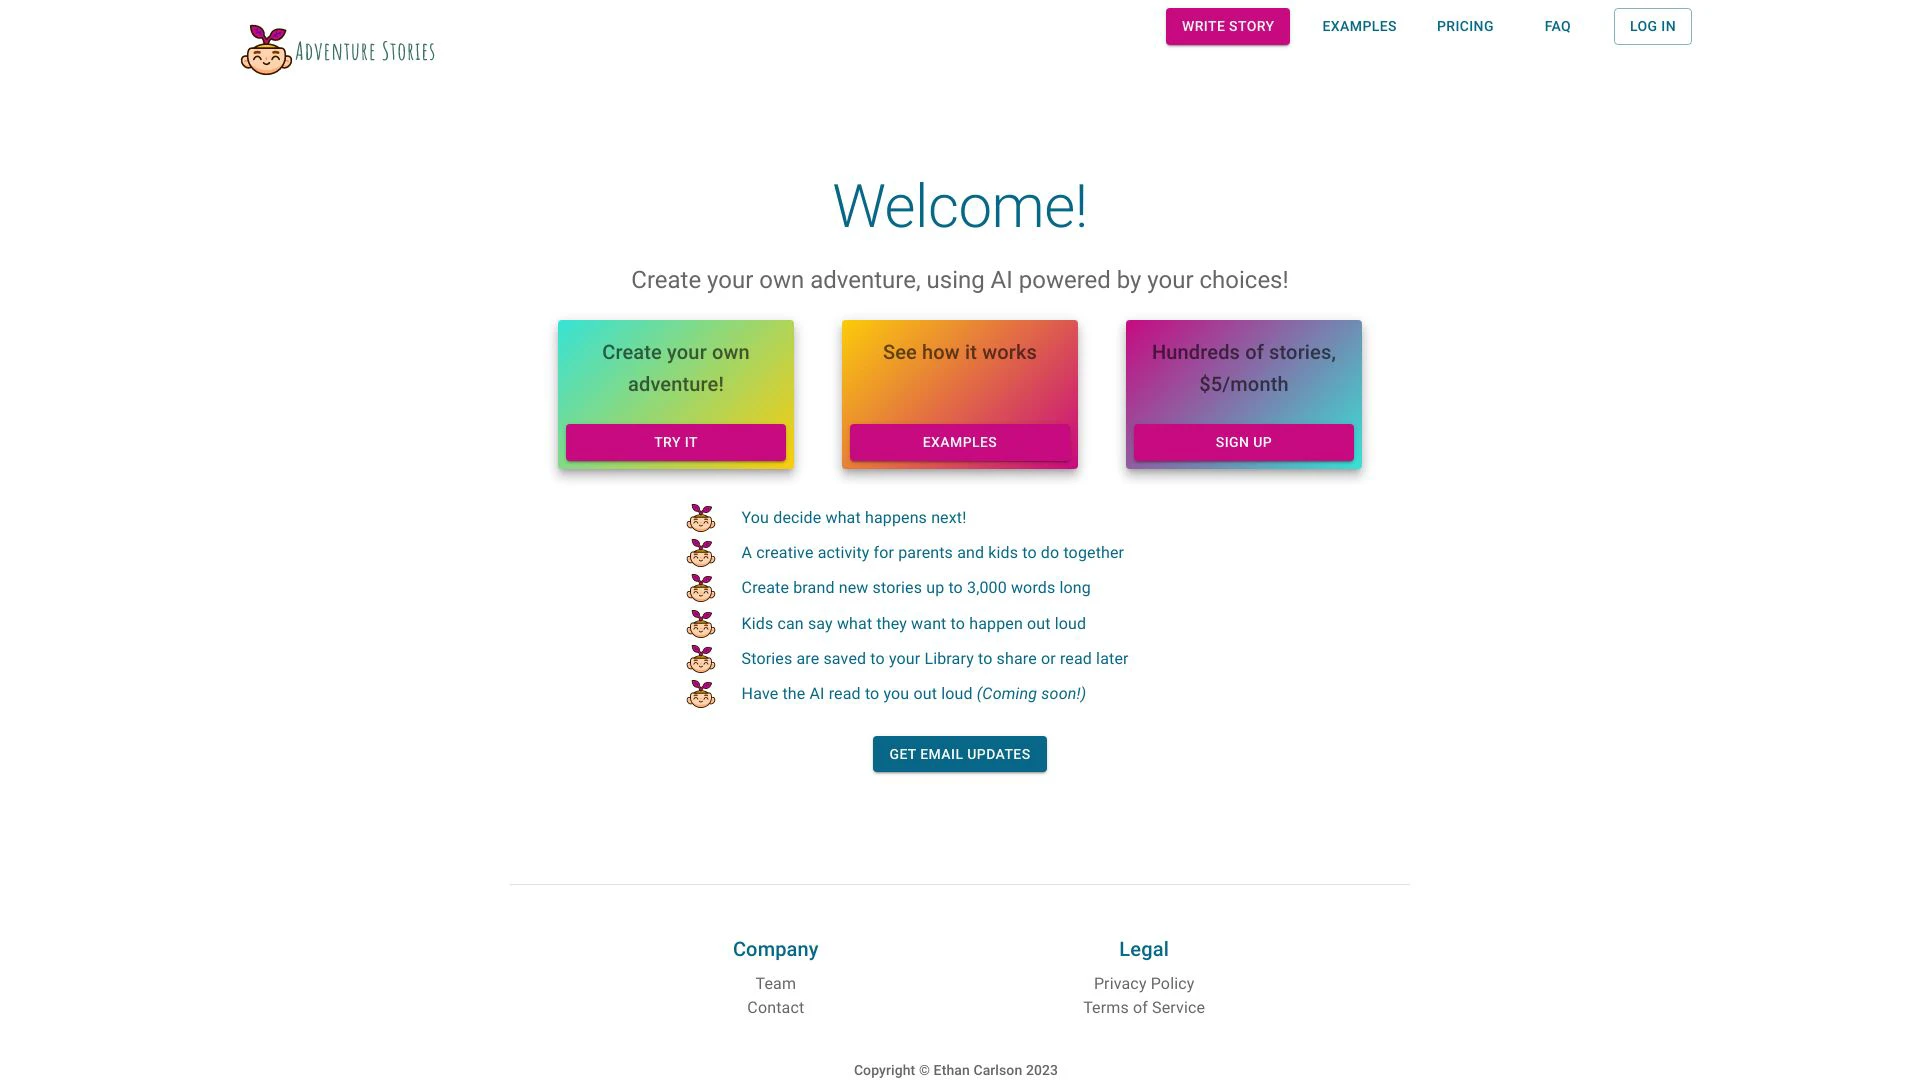 Adventure Stories
WRITE STORY
EXAMPLES
PRICING
FAQ
LOG IN
Welcome!
Create your own adventure, using AI powered by your choices!
Create your own
adventure!
TRY IT
See how it works
EXAMPLES
Hundreds of stories,
$5/month
SIGN UP
You decide what happens next!
A creative activity for parents and kids to do together
Create brand new stories up to 3,000 words long
Kids can say what they want to happen out loud
Stories are saved to your Library to share or read later
Have the AI read to you out loud (Coming soon!)
GET EMAIL UPDATES
Company
Team
Contact
Legal
Privacy Policy
Terms of Service
Copyright © Ethan Carlson 2023